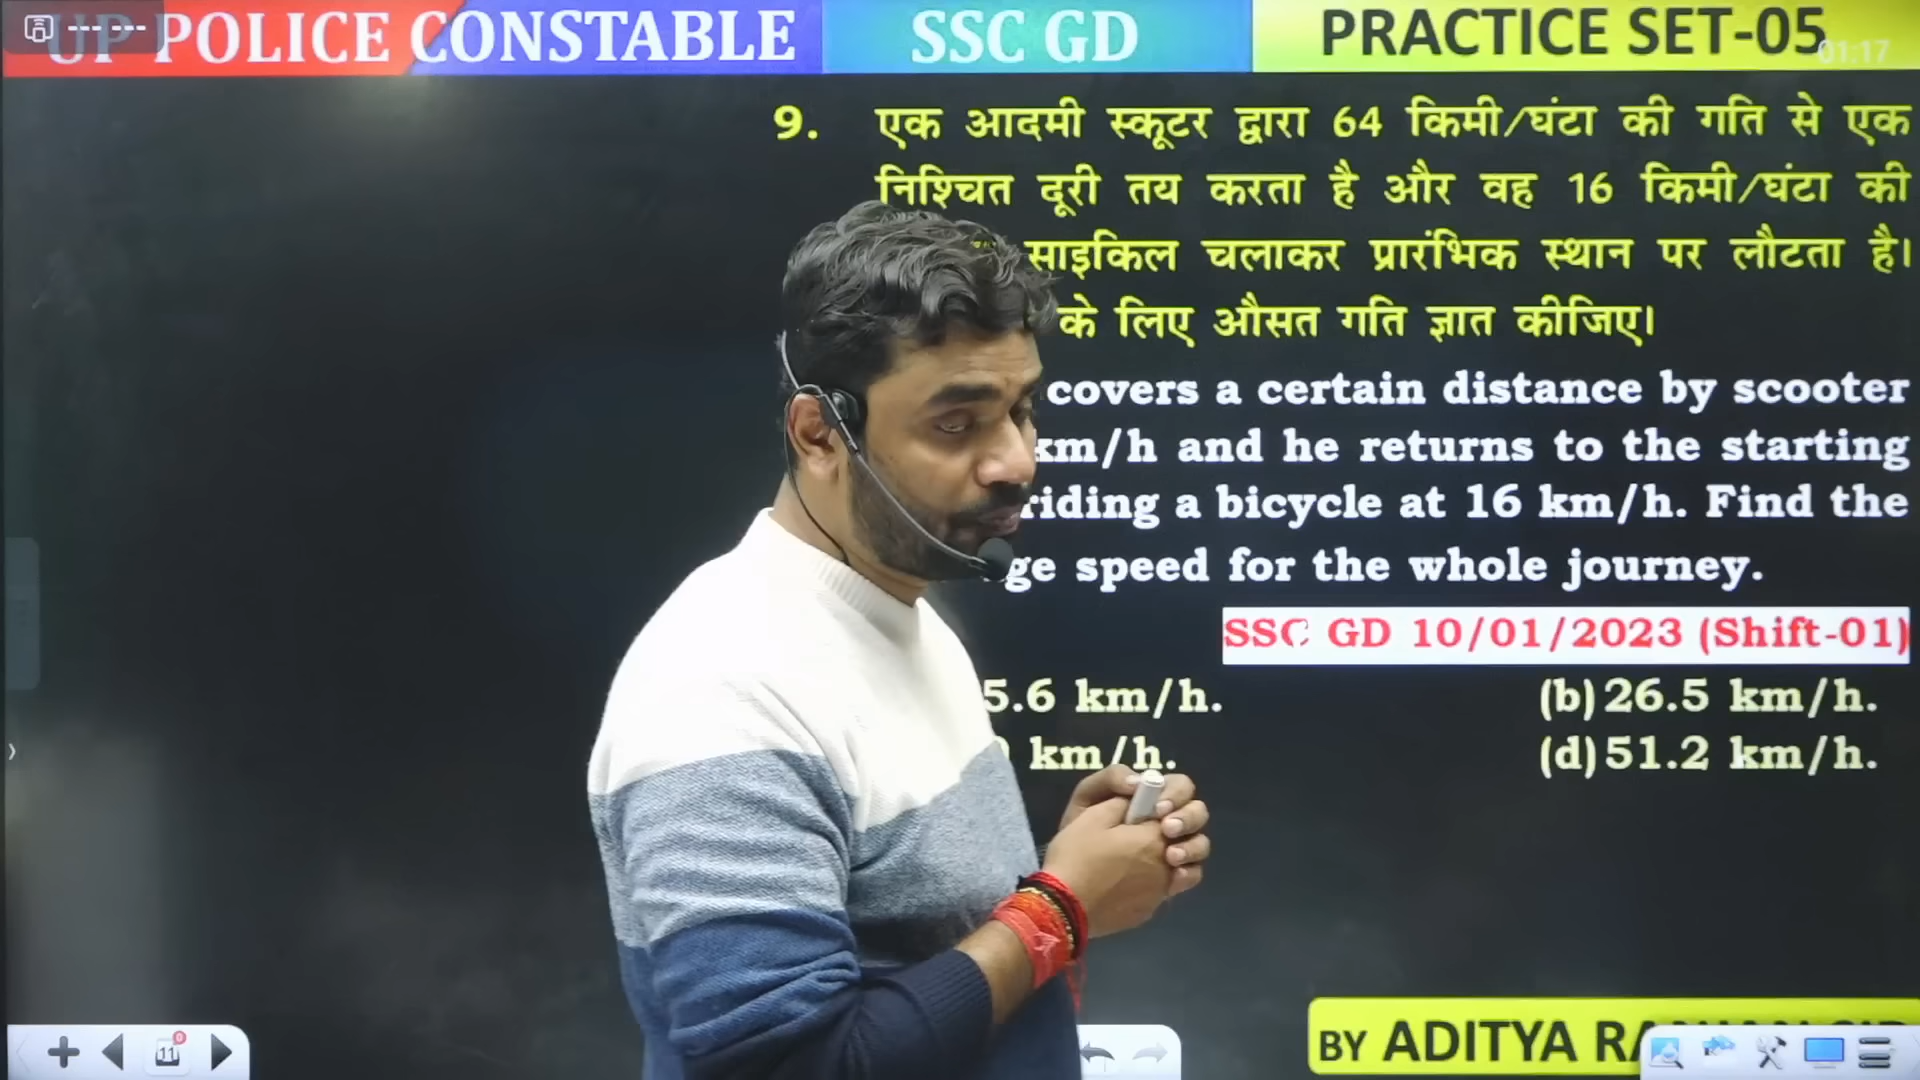 UP POLICE CONSTABLE
SSC GD
PRACTICE SET-05
01:17
9. एक आदमी स्कूटर द्वारा 64 किमी/घंटा की गति से एक
निश्चित दूरी तय करता है और वह 16 किमी/घंटा की
साइकिल चलाकर प्रारंभिक स्थान पर लौटता है।
के लिए औसत गति ज्ञात कीजिए।
covers a certain distance by scooter
km/h and he returns to the starting
riding a bicycle at 16 km/h. Find the
ge speed for the whole journey.
SSC GD 10/01/2023 (Shift-01)
5.6 km/h. (b) 26.5 km/h.
km/h. (d) 51.2 km/h.
11
BY ADITYA